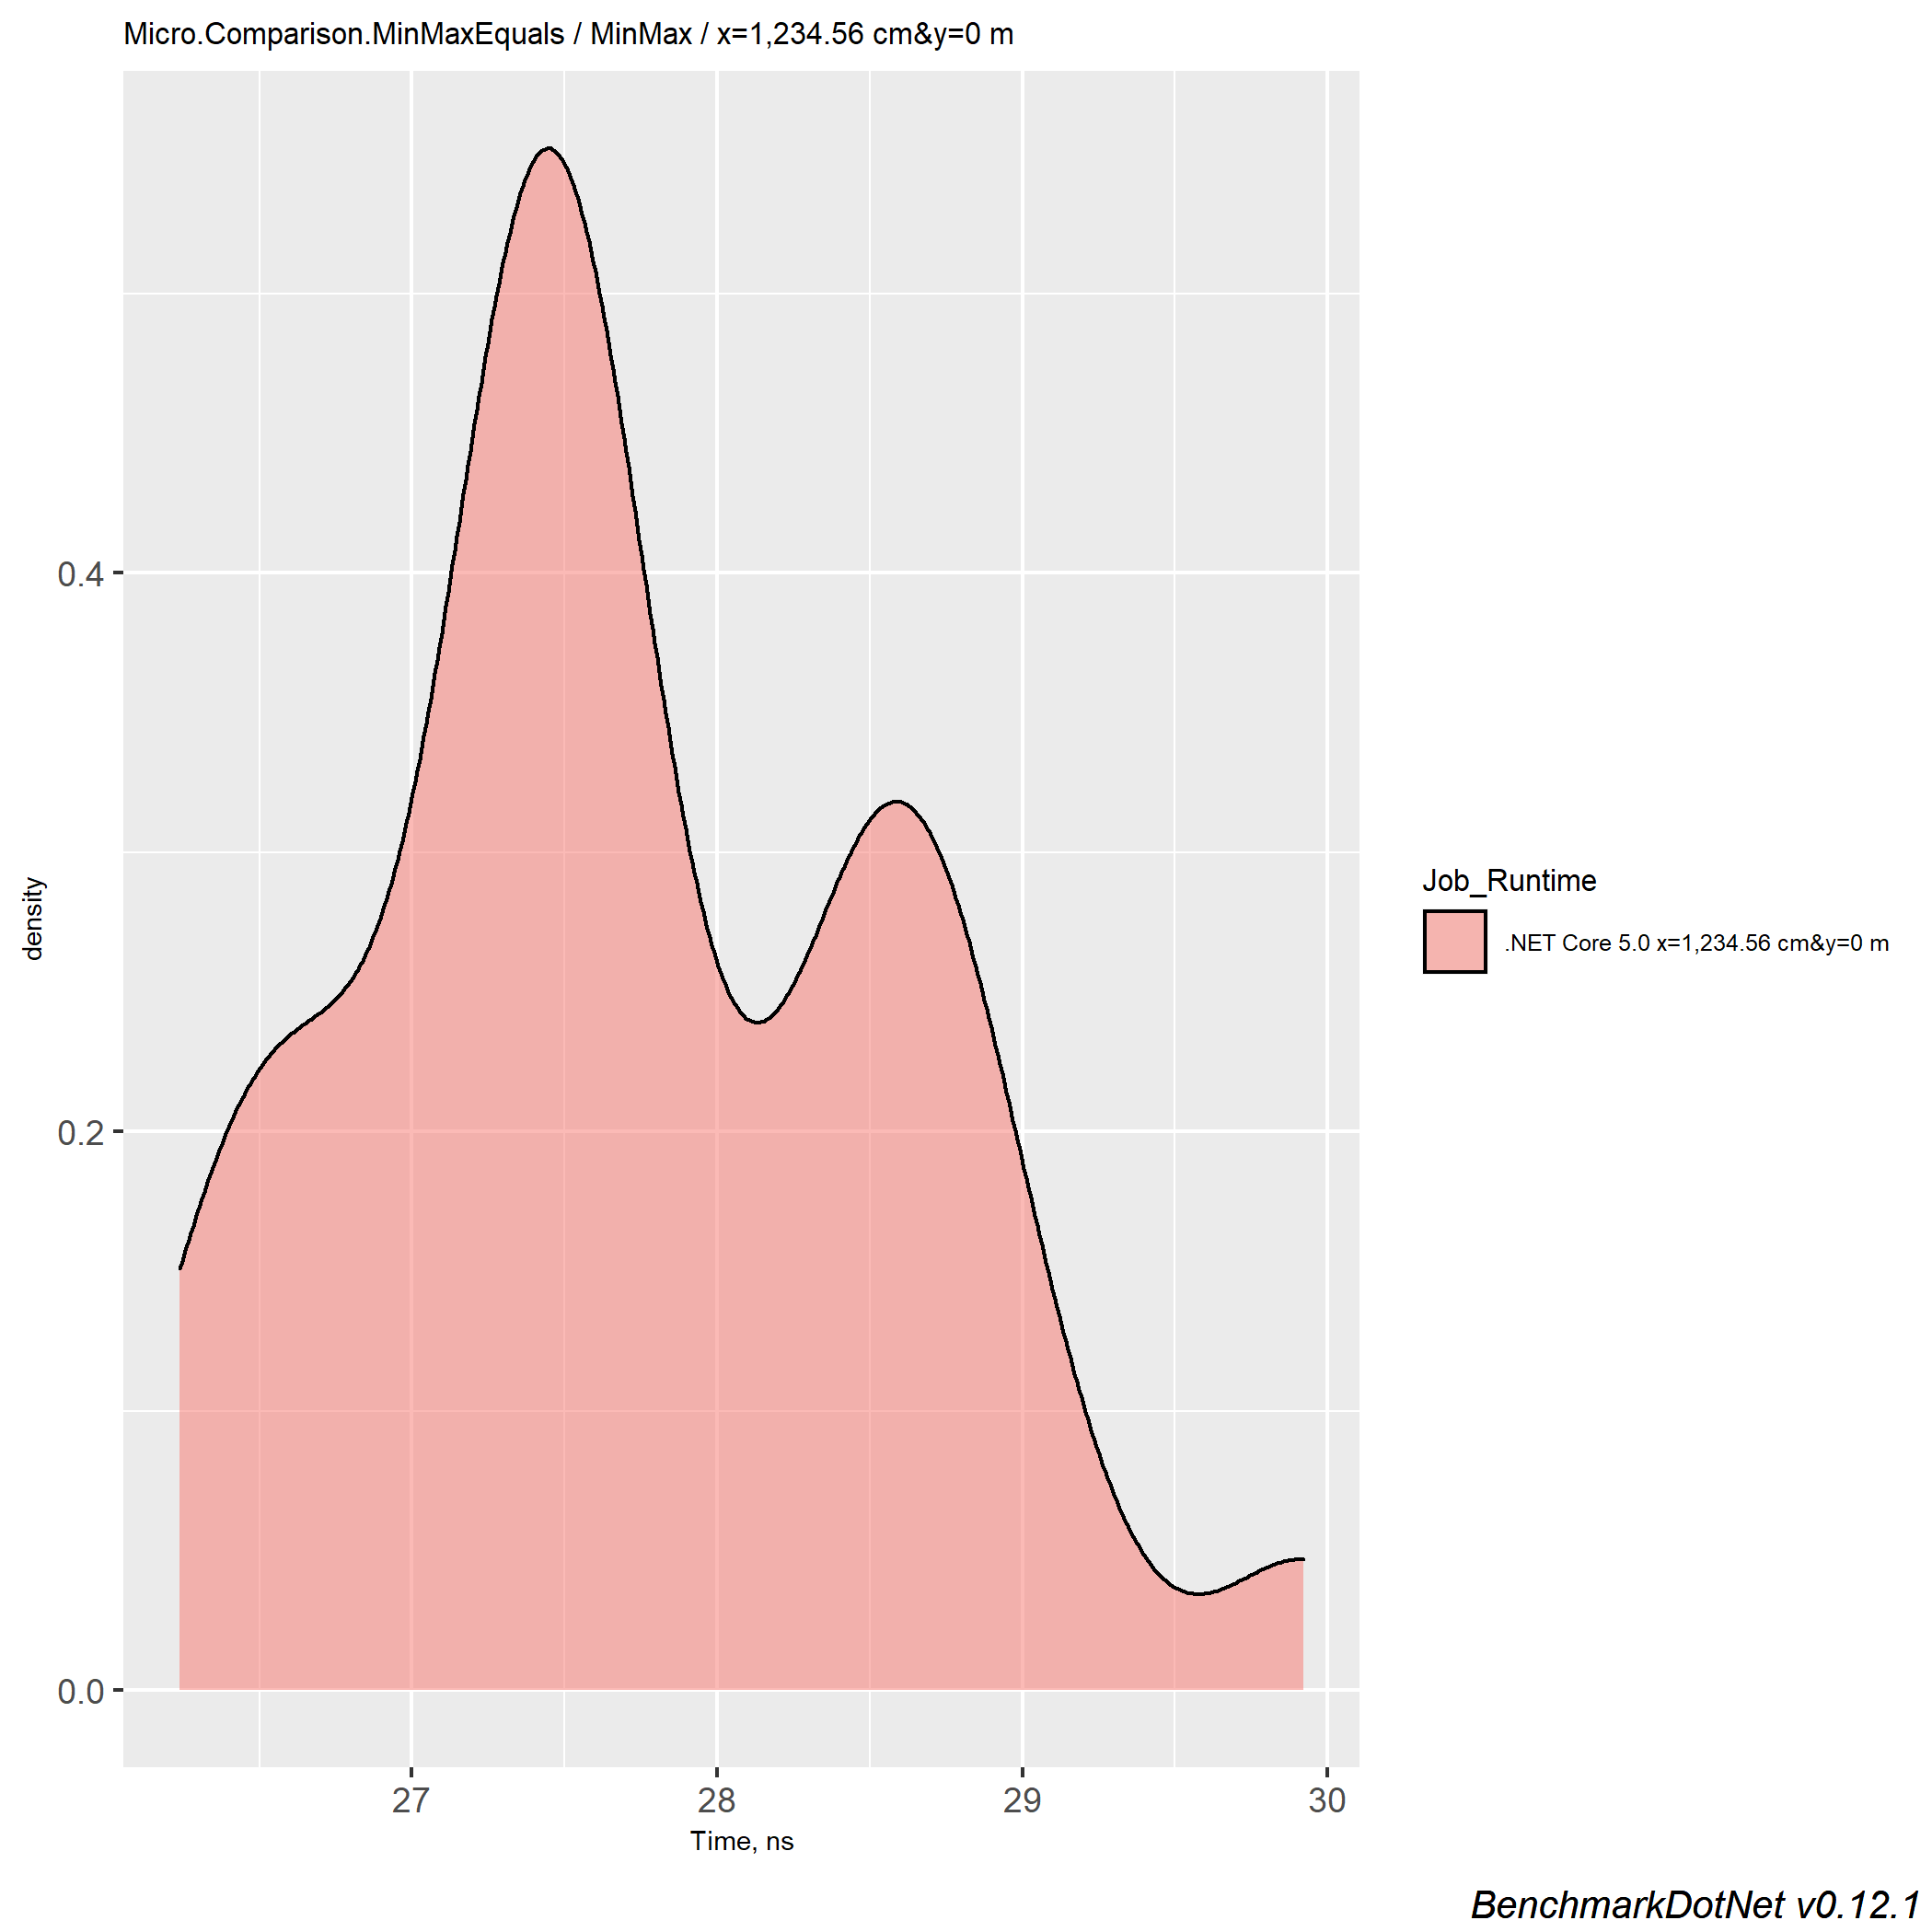 Micro.Comparison.MinMaxEquals / MinMax / x=1,234.56 cm&y=0 m
density
0.4
0.2
0.0
27 28 29 30
Time, ns
Job_Runtime
.NET Core 5.0 x=1,234.56 cm&y=0 m
BenchmarkDotNet v0.12.1